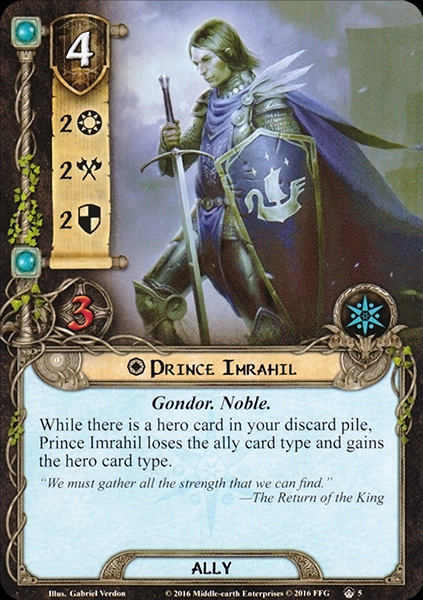 4
2
2
2
3
Prince Imrahil
Gondor. Noble.
While there is a hero card in your discard pile,
Prince Imrahil loses the ally card type and gains
the hero card type.
“We must gather all the strength that we can find.”
—The Return of the King
ALLY
Illus. Gabriel Verdon © 2016 Middle-earth Enterprises © 2016 FFG 5